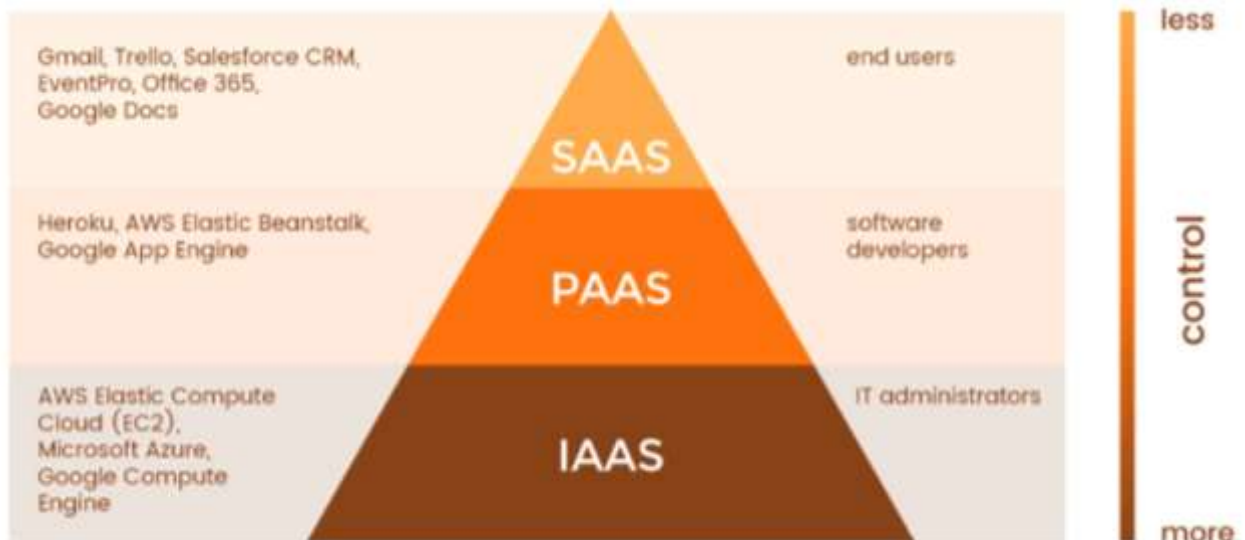 Gmail, Trello, Salesforce CRM,
EventPro, Office 365,
Google Docs
SAAS
end users
less
Heroku, AWS Elastic Beanstalk,
Google App Engine
PAAS
software
developers
control
AWS Elastic Compute
Cloud (EC2),
Microsoft Azure,
Google Compute
Engine
IAAS
IT administrators
more